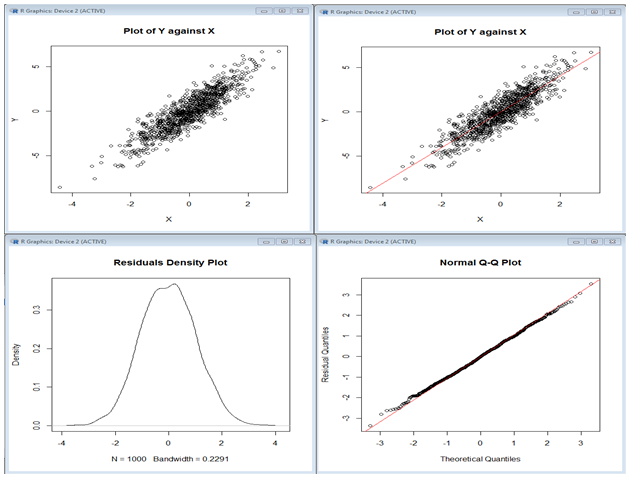 R Graphics: Device 2 (ACTIVE)
Plot of Y against X
5
0
-5
Y
-4
-2
0
2
4
X
R Graphics: Device 2 (ACTIVE)
Plot of Y against X
5
0
-5
Y
-4
-2
0
2
X
R Graphics: Device 2 (ACTIVE)
Residuals Density Plot
0.3
0.2
0.1
0.0
Density
-4
-2
0
2
4
N = 1000 Bandwidth = 0.2291
R Graphics: Device 2 (ACTIVE)
Normal Q-Q Plot
3
2
1
0
-1
-2
-3
Residual Quantiles
-3
-2
-1
0
1
2
3
Theoretical Quantiles